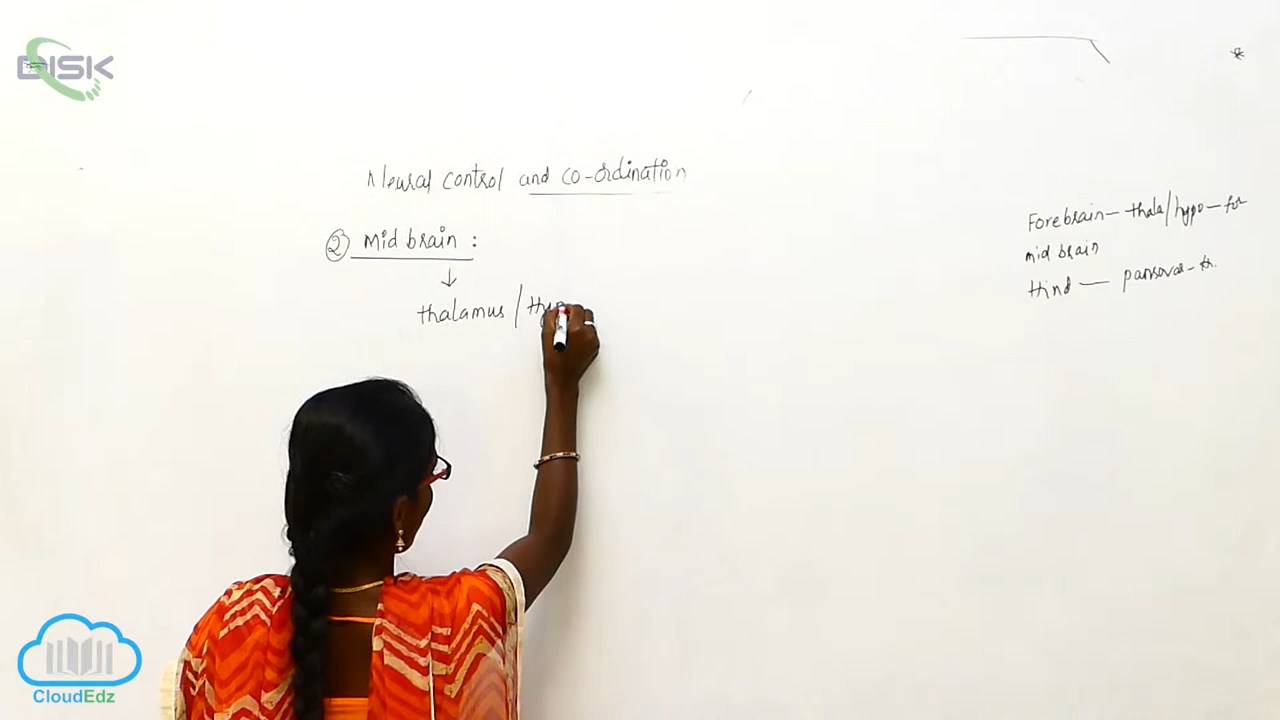 DISK
Neural control and co-ordination
② mid brain :
↓
thalamus / Hyp
Forebrain - thala/hypo - for
mid brain
Hind —
CloudEdz